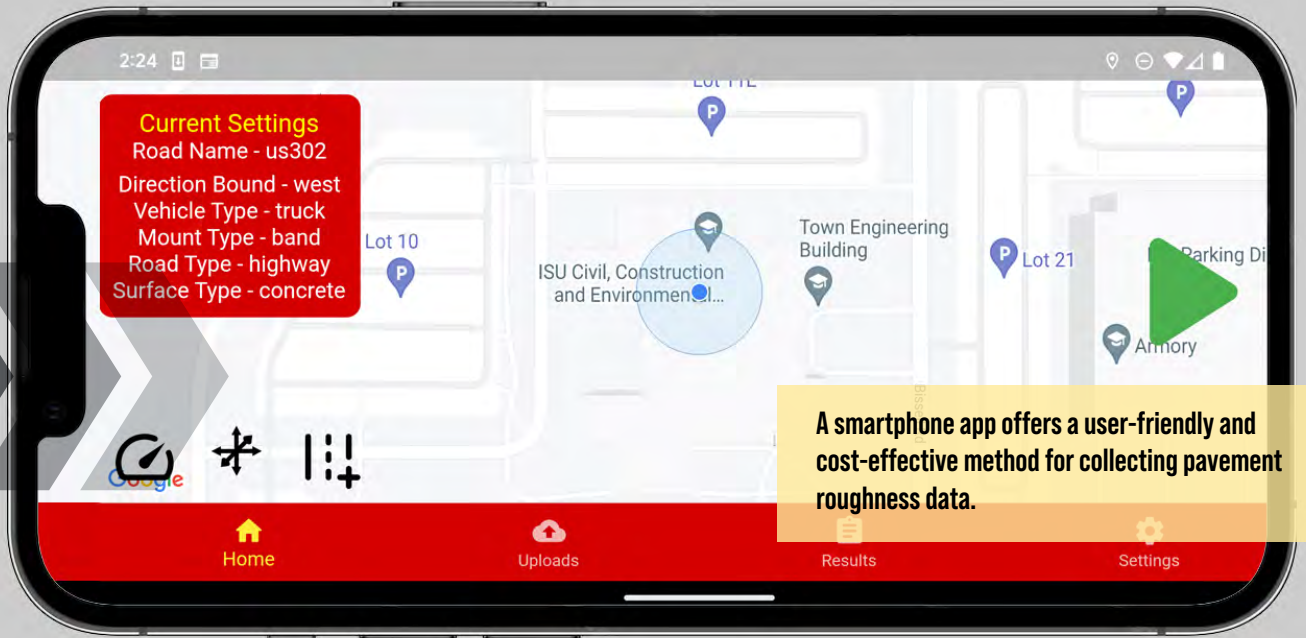 2:24
Lot 11E
P
P
Current Settings
Road Name - us302
Direction Bound - west
Vehicle Type - truck
Mount Type - band
Road Type - highway
Surface Type - concrete
Lot 10
P
ISU Civil, Construction
and Environmental...
Town Engineering
Building
P
Lot 21
Parking Di
Armory
A smartphone app offers a user-friendly and
cost-effective method for collecting pavement
roughness data.
Google
Home
Uploads
Results
Settings